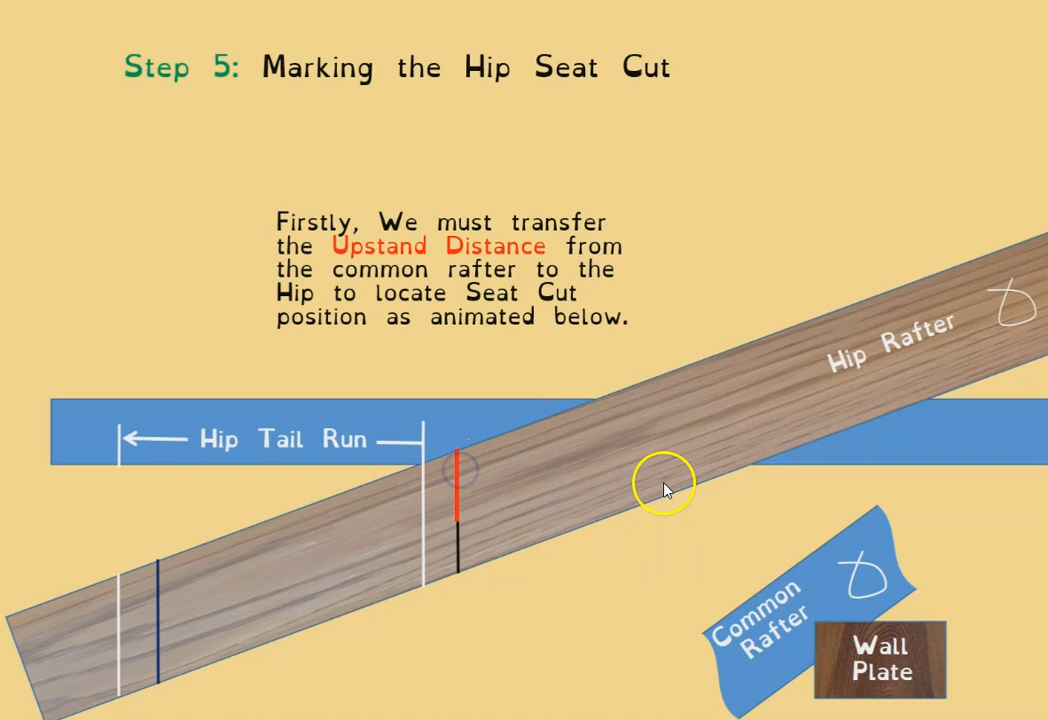 Step 5: Marking the Hip Seat Cut
Firstly, We must transfer
the Upstand Distance from
the common rafter to the
Hip to locate Seat Cut
position as animated below.
Hip Rafter
Hip Tail Run
Common
Rafter
Wall
Plate